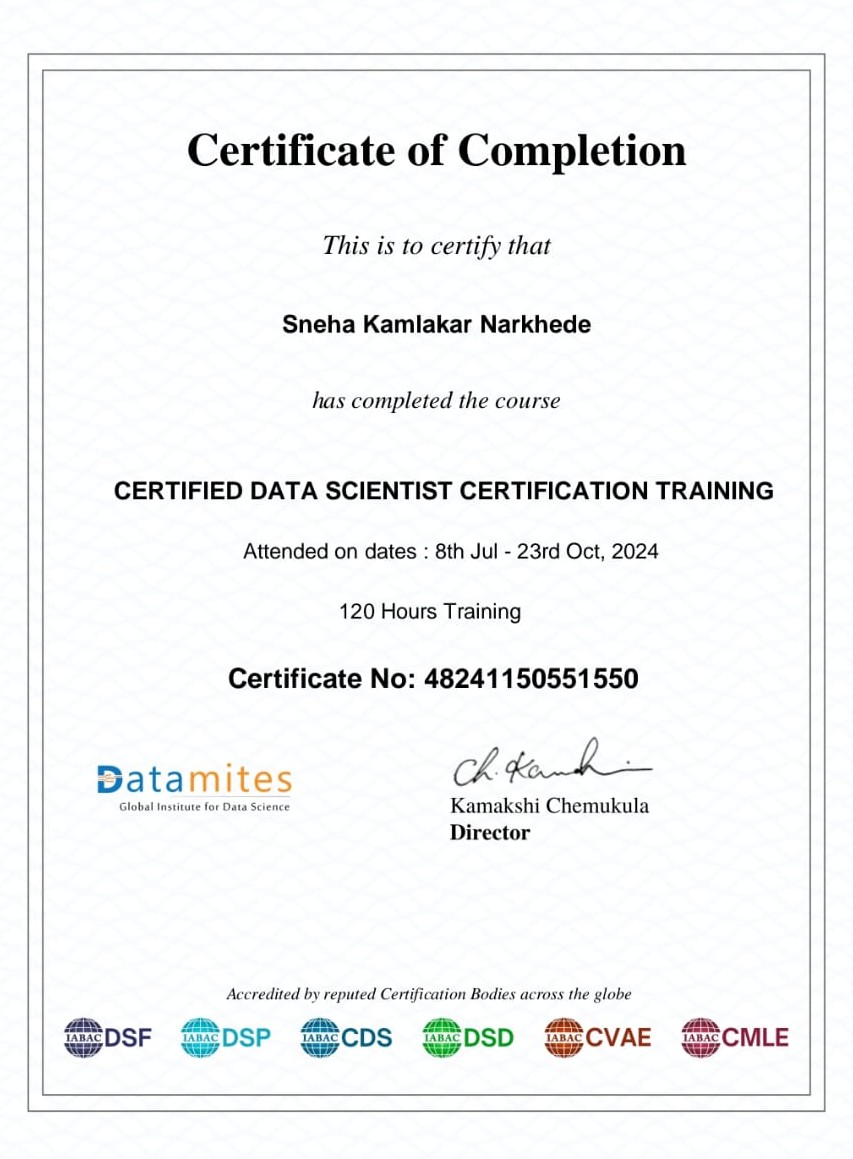 Certificate of Completion
This is to certify that
Sneha Kamlakar Narkhede
has completed the course
CERTIFIED DATA SCIENTIST CERTIFICATION TRAINING
Attended on dates : 8th Jul - 23rd Oct, 2024
120 Hours Training
Certificate No: 48241150551550
Datamites
Global Institute for Data Science
Ch. Kamakshi
Kamakshi Chemukula
Director
Accredited by reputed Certification Bodies across the globe
IABAC DSF IABAC DSP IABAC CDS IABAC DSD IABAC CVAE IABAC CMLE